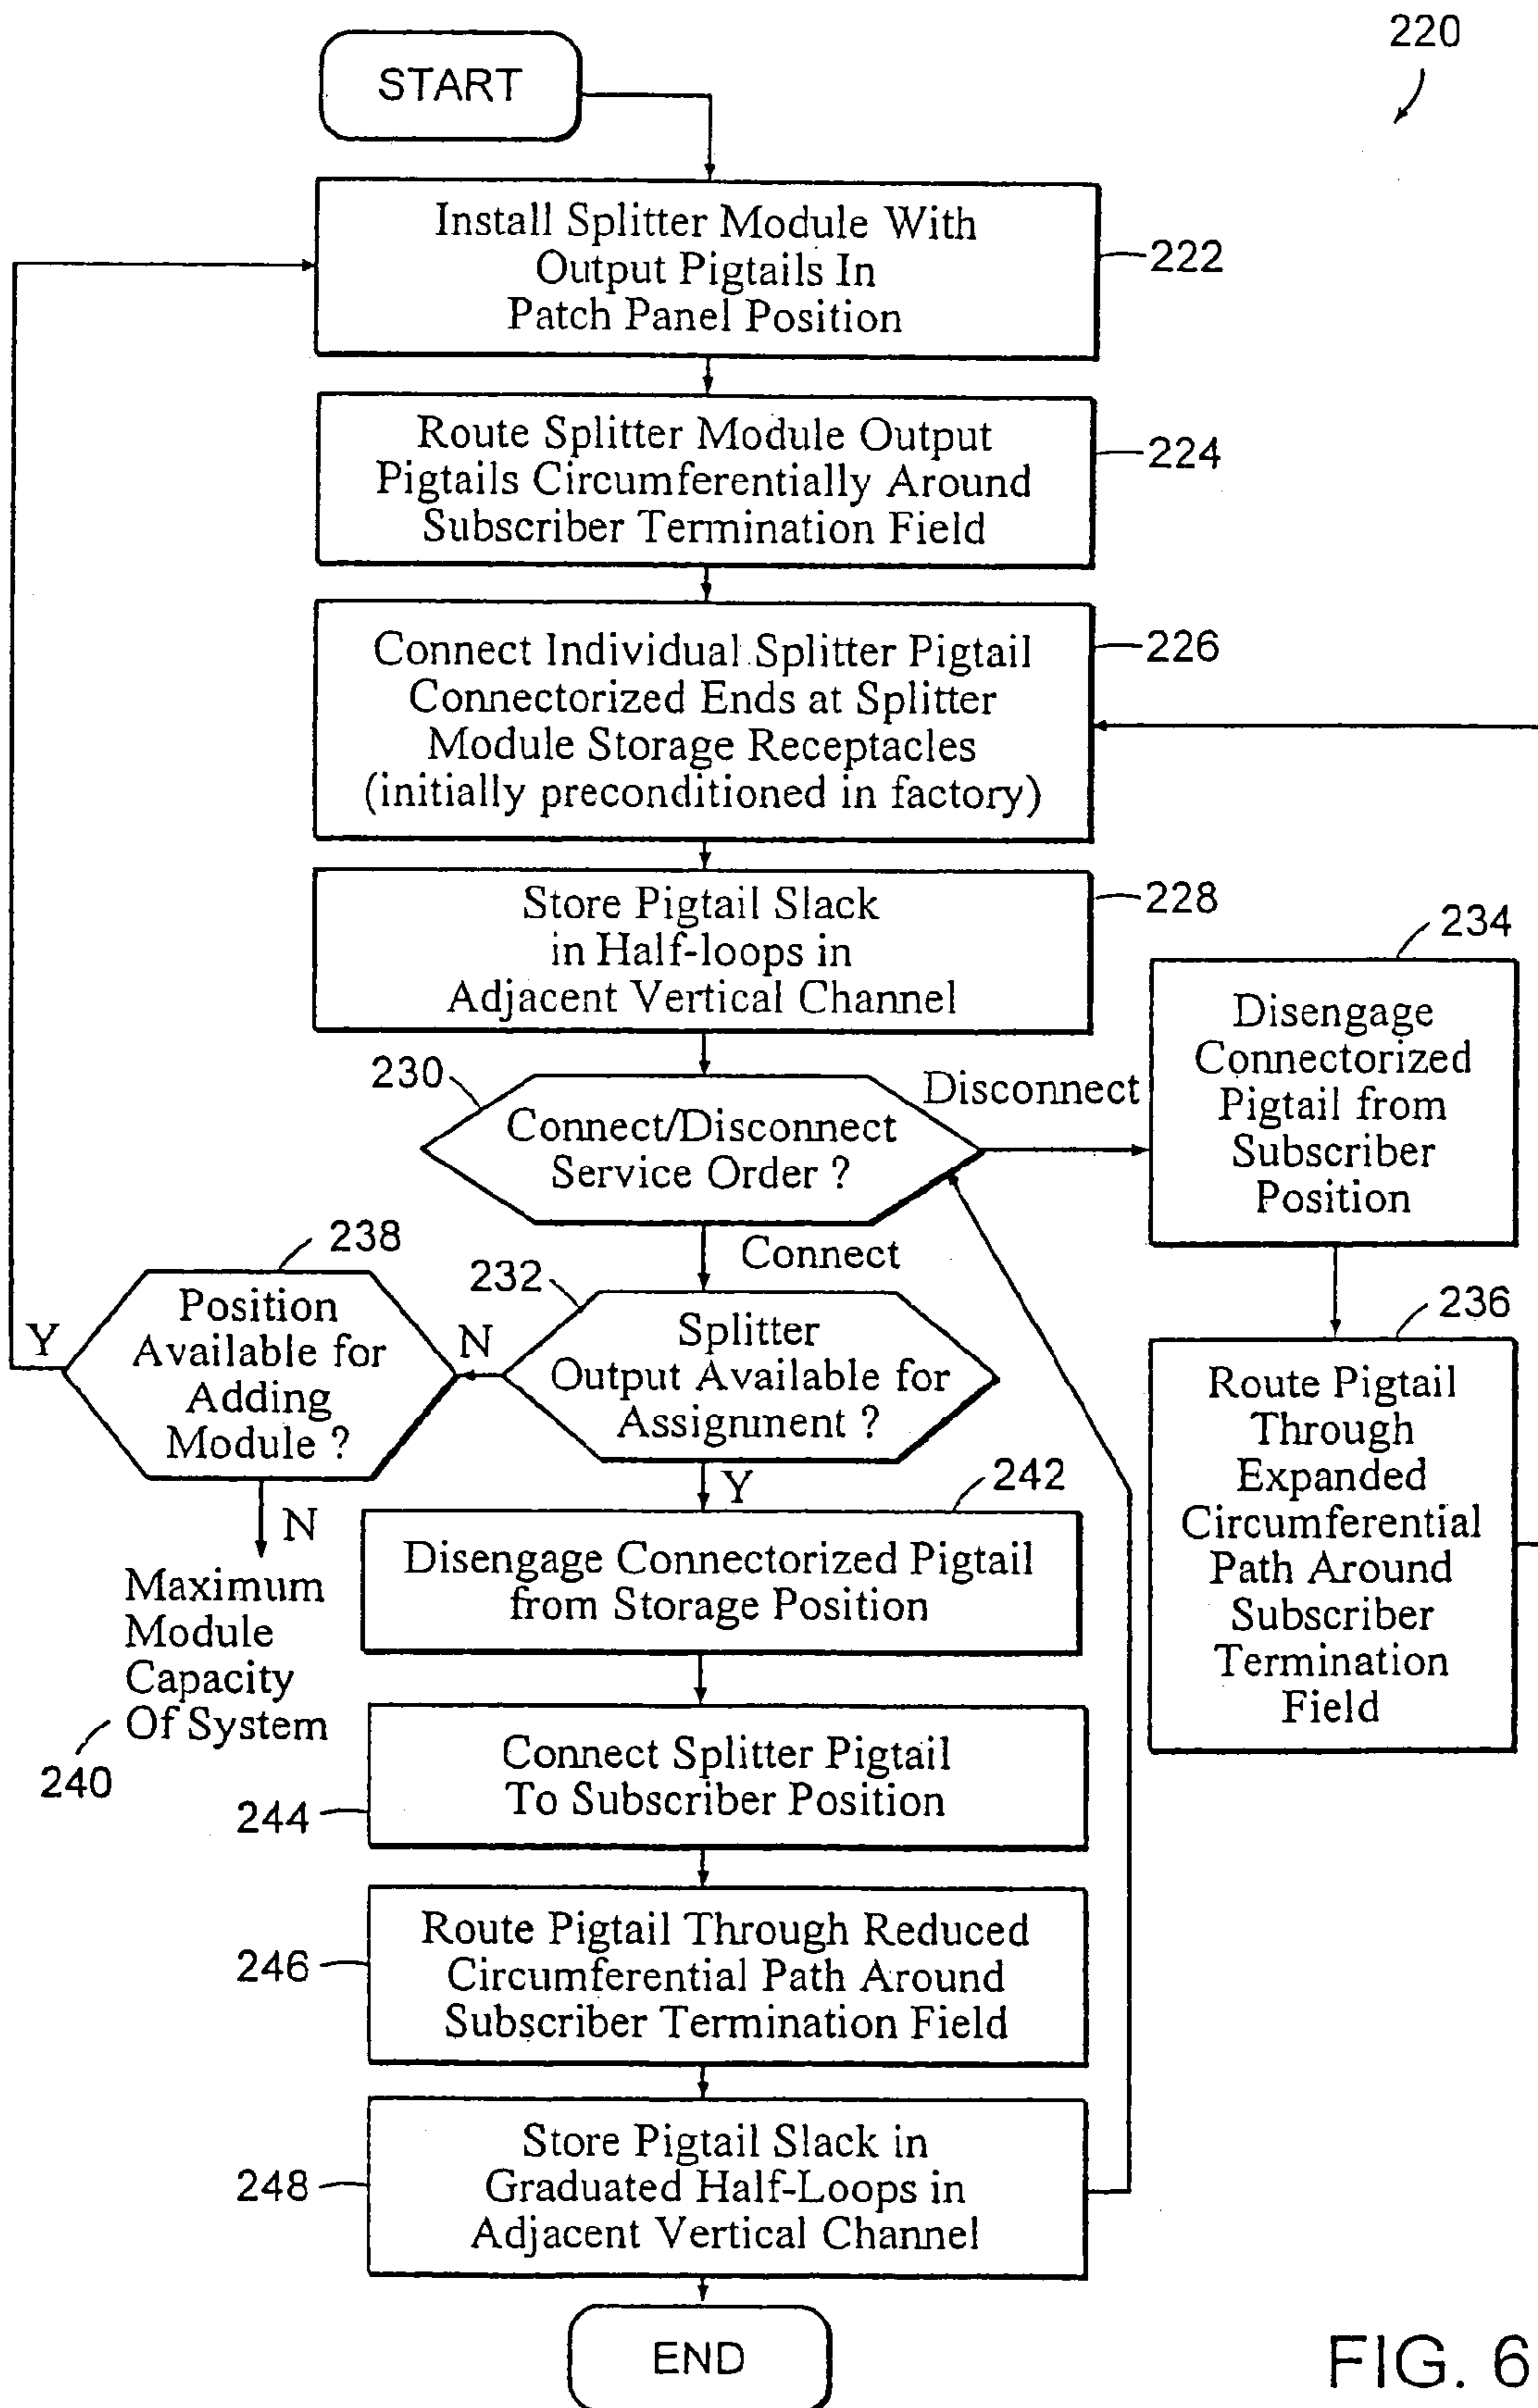 220
START
Install Splitter Module With
Output Pigtails In
Patch Panel Position
222
Route Splitter Module Output
Pigtails Circumferentially Around
Subscriber Termination Field
224
Connect Individual Splitter Pigtail
Connectorized Ends at Splitter
Module Storage Receptacles
(initially preconditioned in factory)
226
Store Pigtail Slack
in Half-loops in
Adjacent Vertical Channel
228
230
Connect/Disconnect
Service Order ?
Disconnect
234
Disengage
Connectorized
Pigtail from
Subscriber
Position
Connect
238
Position
Available for
Adding
Module ?
Y
N
232
Splitter
Output Available for
Assignment ?
236
Route Pigtail
Through
Expanded
Circumferential
Path Around
Subscriber
Termination
Field
N
Maximum
Module
Capacity
Of System
240
Y
242
Disengage Connectorized Pigtail
from Storage Position
Connect Splitter Pigtail
To Subscriber Position
244
Route Pigtail Through Reduced
Circumferential Path Around
Subscriber Termination Field
246
Store Pigtail Slack in
Graduated Half-Loops in
Adjacent Vertical Channel
248
END
FIG. 6